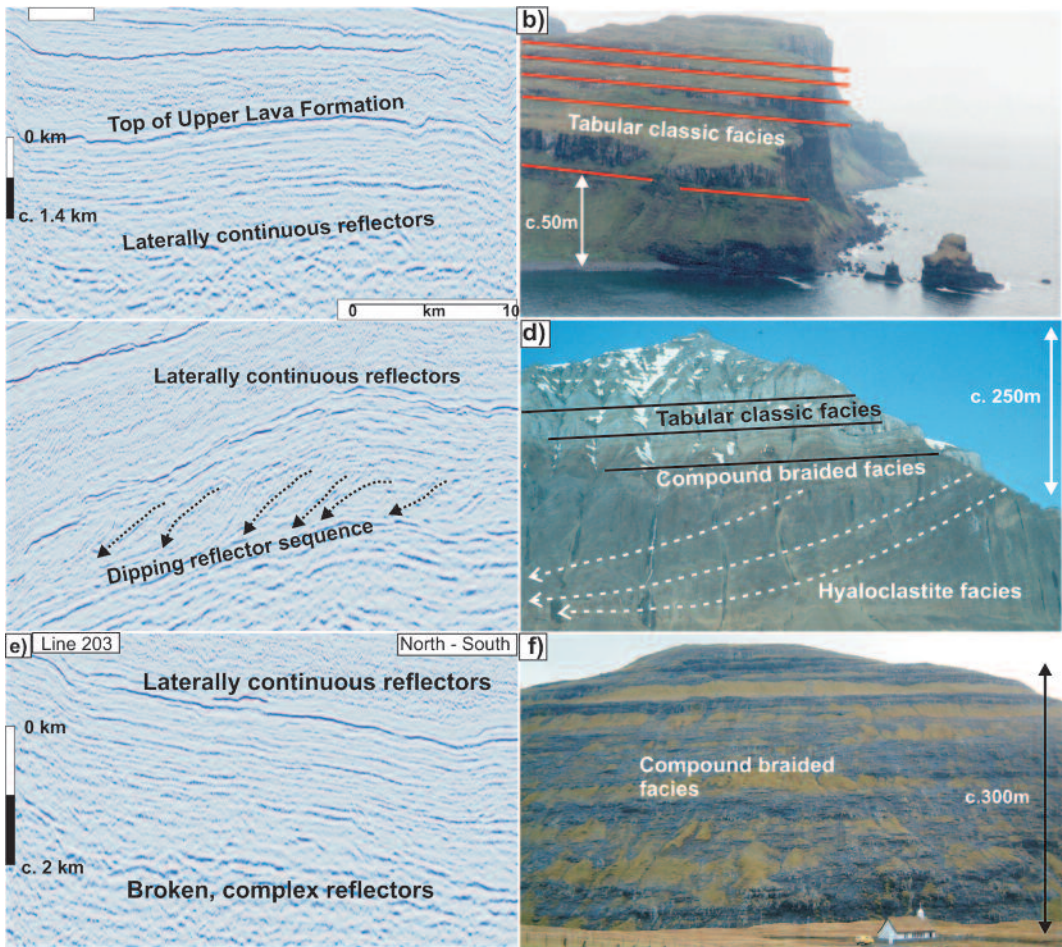 Top of Upper Lava Formation
0 km
c. 1.4 km
Laterally continuous reflectors
0 km 10
b)
Tabular classic facies
c.50m
Laterally continuous reflectors
Dipping reflector sequence
d)
c. 250m
Tabular classic facies
Compound braided facies
Hyaloclastite facies
e) Line 203 North - South
Laterally continuous reflectors
0 km
c. 2 km
Broken, complex reflectors
f)
Compound braided
facies
c.300m